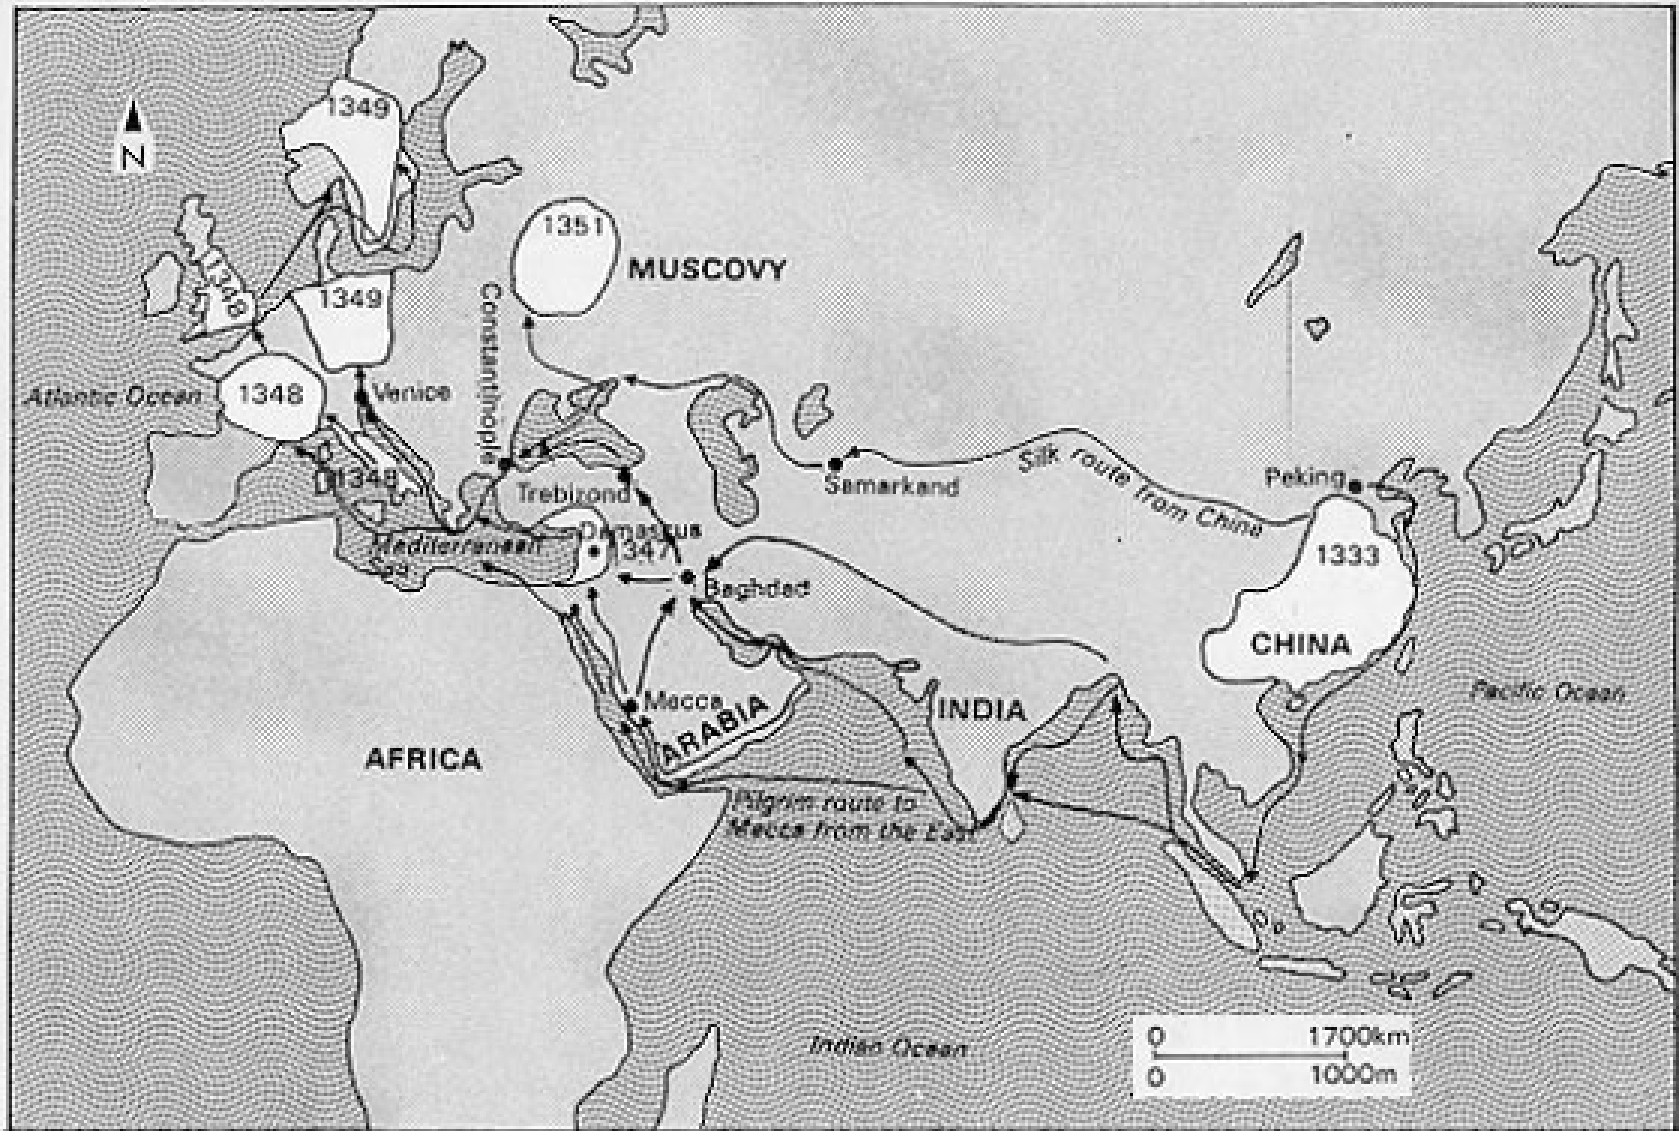 1349
N
1351
MUSCOVY
1348
1349
Constantinople
Atlantic Ocean
1348
Venice
1348
Trebizond
Samarkand
Silk route from China
Peking
Damascus
1347
Mediterranean
Sea
Baghdad
1333
CHINA
Mecca
ARABIA
INDIA
Pacific Ocean
AFRICA
Pilgrim route to
Mecca from the East
Indian Ocean
0 1700km
0 1000m